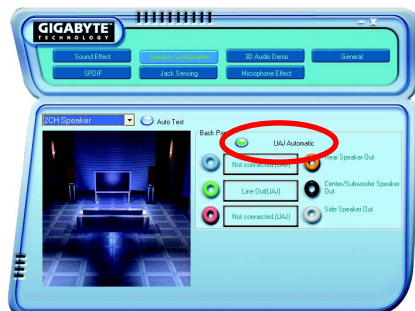 GIGABYTE™
TECHNOLOGY
Sound Effect
Speaker Configuration
3D Audio Demo
General
SPDIF
Jack Sensing
Microphone Effect
2CH Speaker
Auto Test
Back Pan
UAJ Automatic
Not connected.(UAJ)
Rear Speaker Out
Line Out(UAJ)
Center/Subwoofer Speaker
Out
Not connected.(UAJ)
Side Speaker Out